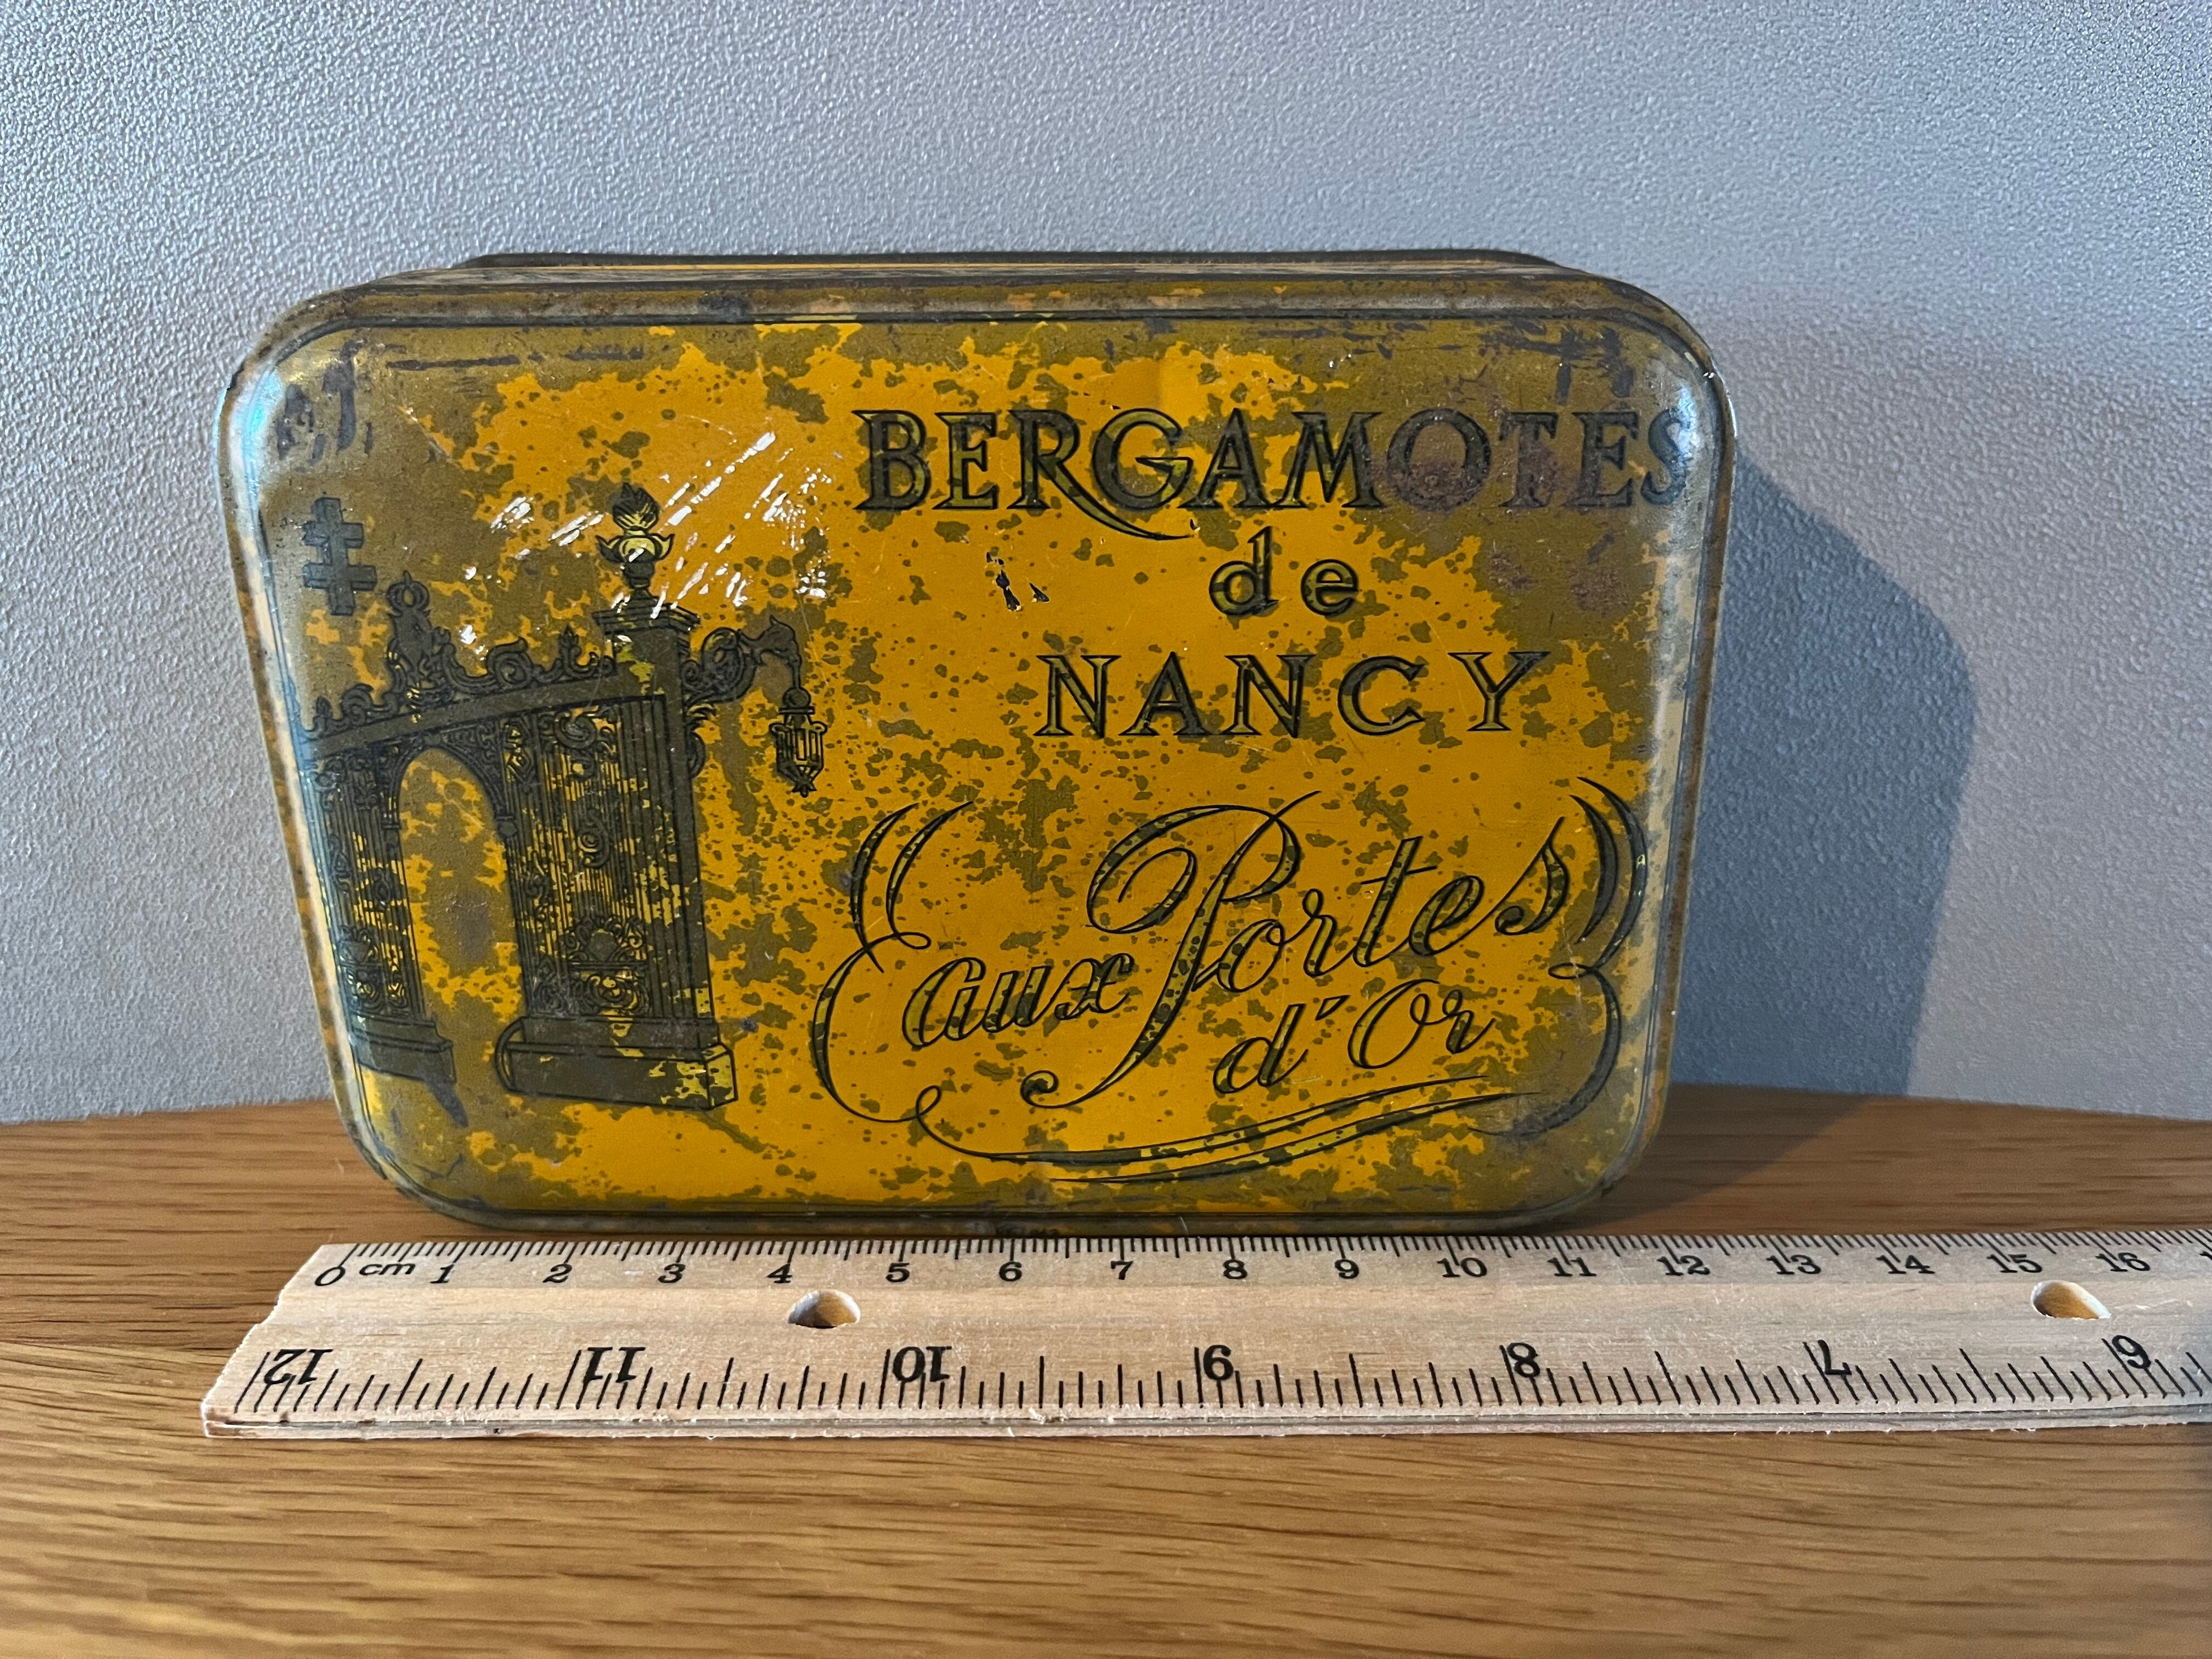 BERGAMOTES
de
NANCY
"Eaux Portes"
d'Or
0 cm 1 2 3 4 5 6 7 8 9 10 11 12 13 14 15 16
12 11 10 9 8 7 6